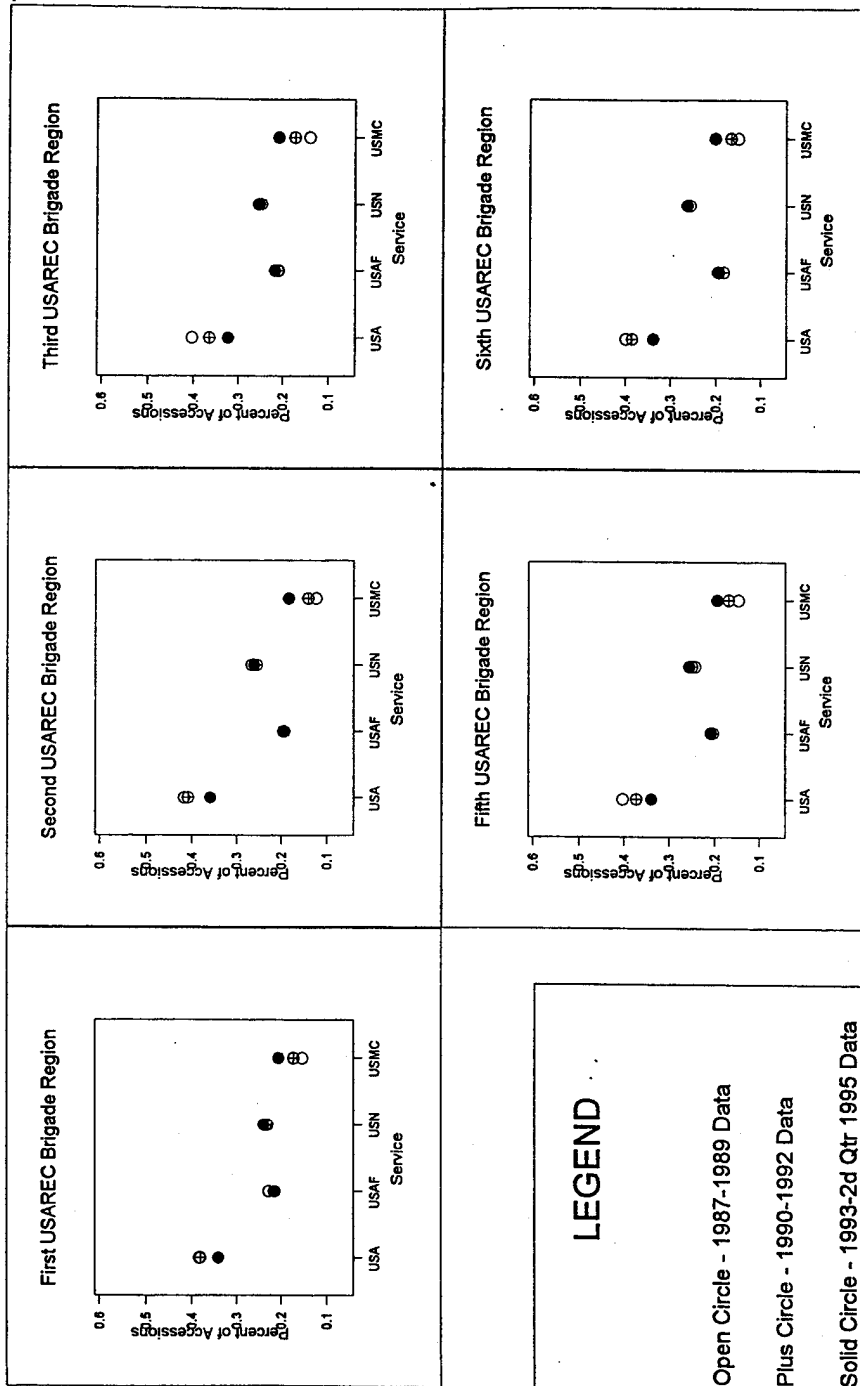 First USAREC Brigade Region
0.6
0.5
0.4
0.3
0.2
0.1
Percent of Accessions
USA
USAF
USN
USMC
Service
Second USAREC Brigade Region
0.6
0.5
0.4
0.3
0.2
0.1
Percent of Accessions
USA
USAF
USN
USMC
Service
Third USAREC Brigade Region
0.6
0.5
0.4
0.3
0.2
0.1
Percent of Accessions
USA
USAF
USN
USMC
Service
LEGEND
Open Circle - 1987-1989 Data
Plus Circle - 1990-1992 Data
Solid Circle - 1993-2d Qtr 1995 Data
Fifth USAREC Brigade Region
0.6
0.5
0.4
0.3
0.2
0.1
Percent of Accessions
USA
USAF
USN
USMC
Service
Sixth USAREC Brigade Region
0.6
0.5
0.4
0.3
0.2
0.1
Percent of Accessions
USA
USAF
USN
USMC
Service